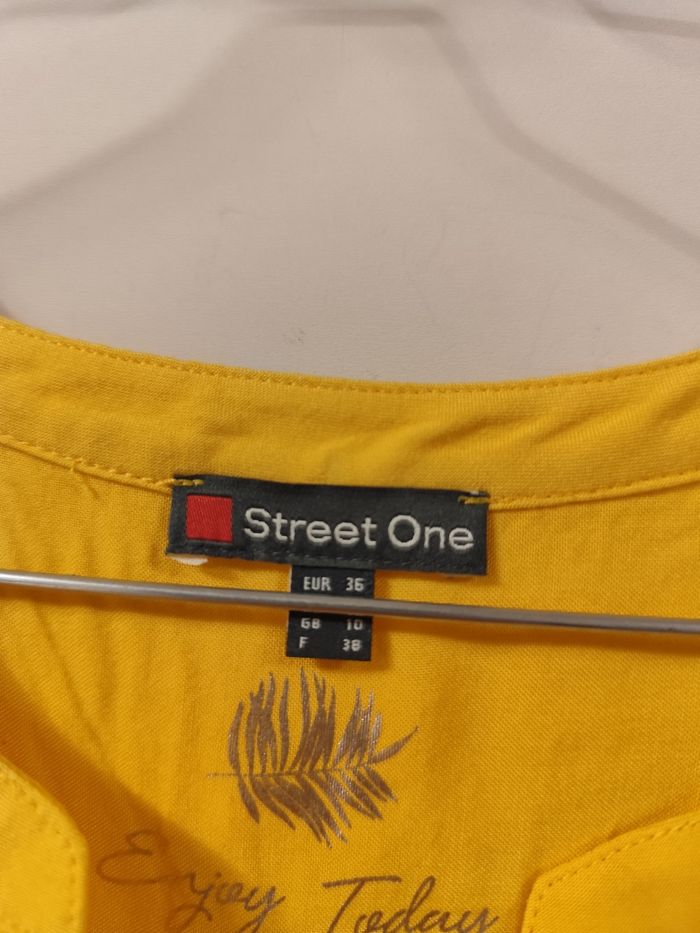 Street One
EUR 36
GB 10
F 38
Enjoy Today